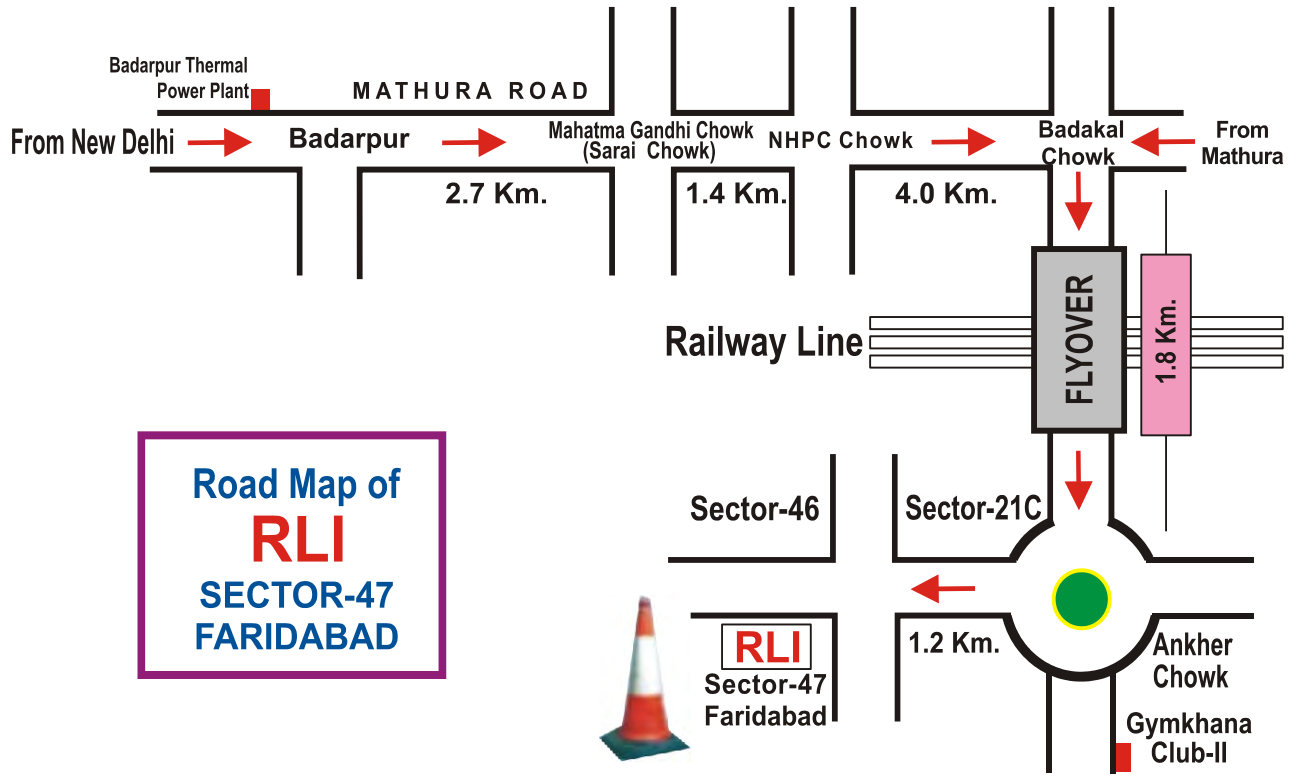 Badarpur Thermal
Power Plant
MATHURA ROAD
From New Delhi
Badarpur
Mahatma Gandhi Chowk
(Sarai Chowk)
NHPC Chowk
Badakal
Chowk
From
Mathura
2.7 Km.
1.4 Km.
4.0 Km.
FLYOVER
1.8 Km.
Railway Line
Road Map of
RLI
SECTOR-47
FARIDABAD
Sector-46
Sector-21C
RLI
Sector-47
Faridabad
1.2 Km.
Ankher
Chowk
Gymkhana
Club-II